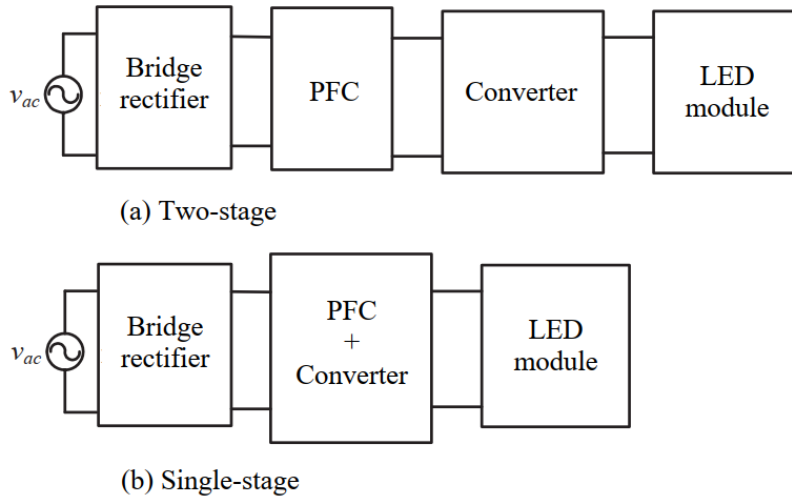 v_ac
Bridge
rectifier
PFC
Converter
LED
module
(a) Two-stage
v_ac
Bridge
rectifier
PFC
+
Converter
LED
module
(b) Single-stage